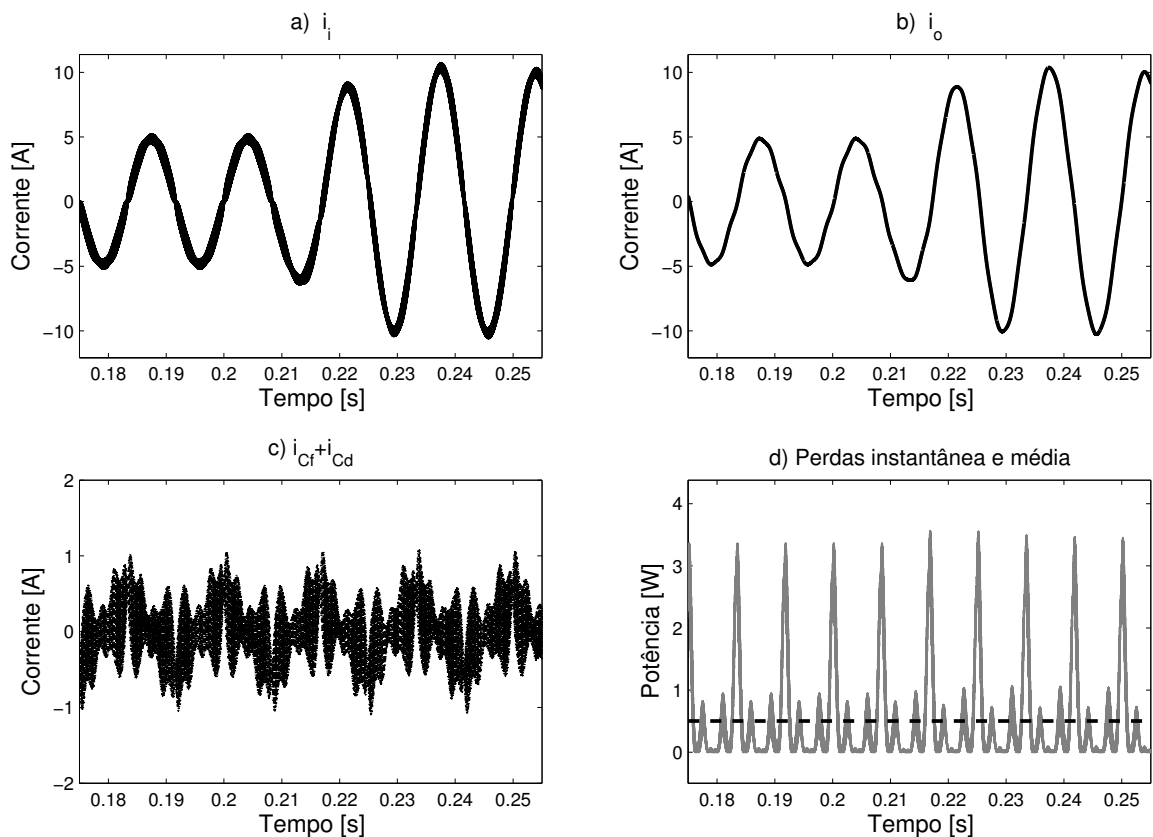 a) i_i
10
5
0
−5
−10
Corrente [A]
0.18 0.19 0.2 0.21 0.22 0.23 0.24 0.25
Tempo [s]
b) i_o
10
5
0
−5
−10
Corrente [A]
0.18 0.19 0.2 0.21 0.22 0.23 0.24 0.25
Tempo [s]
c) i_Cf+i_Cd
2
1
0
−1
−2
Corrente [A]
0.18 0.19 0.2 0.21 0.22 0.23 0.24 0.25
Tempo [s]
d) Perdas instantânea e média
4
3
2
1
0
Potência [W]
0.18 0.19 0.2 0.21 0.22 0.23 0.24 0.25
Tempo [s]